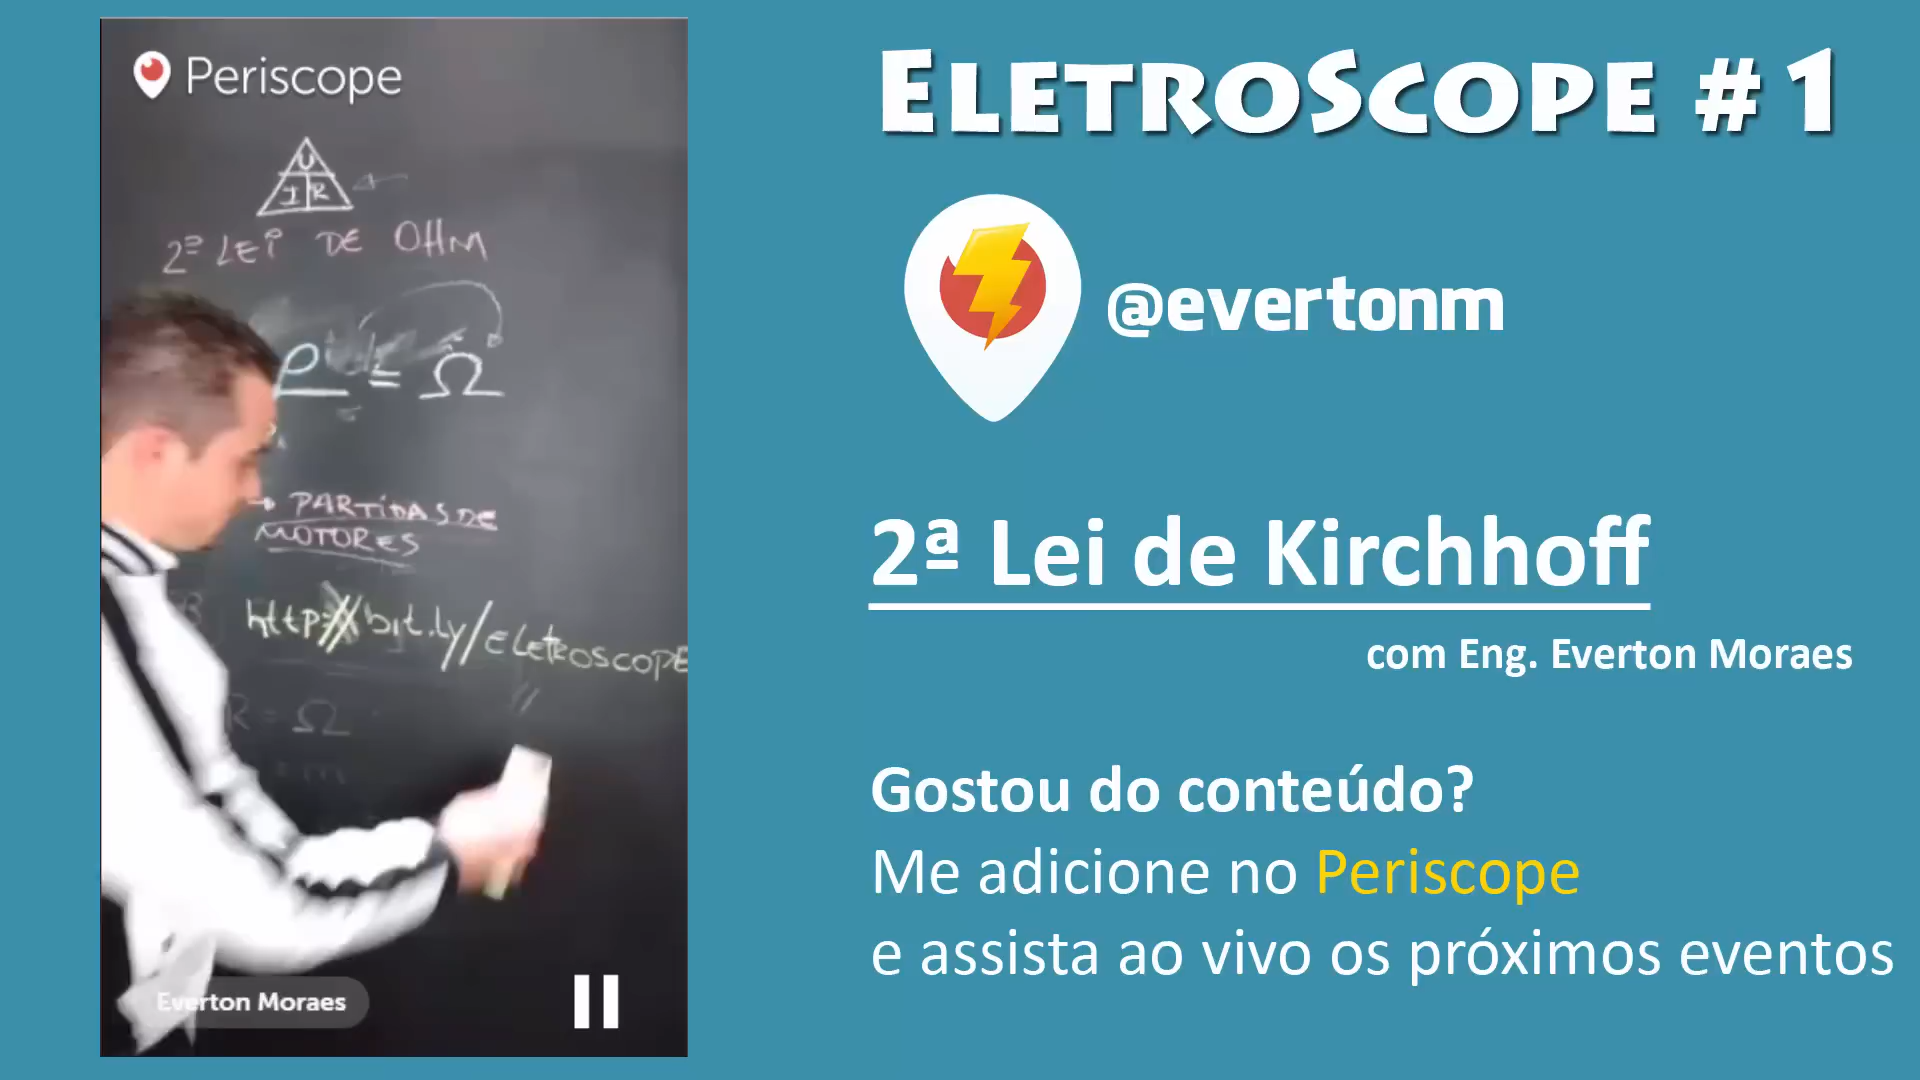 Periscope
U
I R
2ª LEI DE OHM
ρ = Ω
→ PARTIDAS DE
MOTORES
http://bit.ly/eletroscope
R = Ω
= m
Everton Moraes
ELETROSCOPE #1
@evertonm
2ª Lei de Kirchhoff
com Eng. Everton Moraes
Gostou do conteúdo?
Me adicione no Periscope
e assista ao vivo os próximos eventos